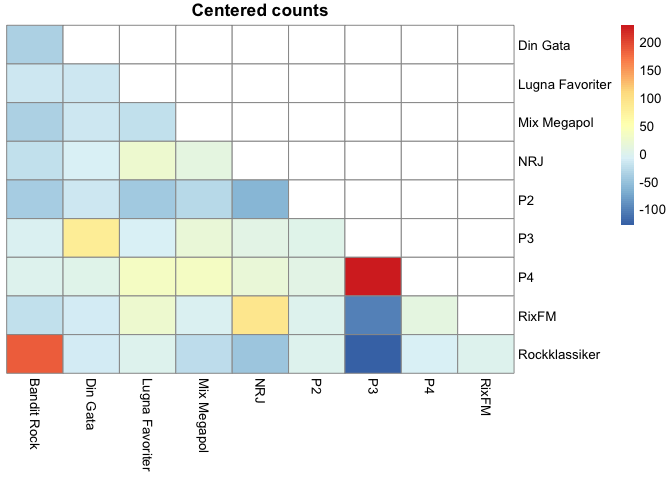 Centered counts
Din Gata
Lugna Favoriter
Mix Megapol
NRJ
P2
P3
P4
RixFM
Rockklassiker
200
150
100
50
0
-50
-100
Bandit Rock
Din Gata
Lugna Favoriter
Mix Megapol
NRJ
P2
P3
P4
RixFM